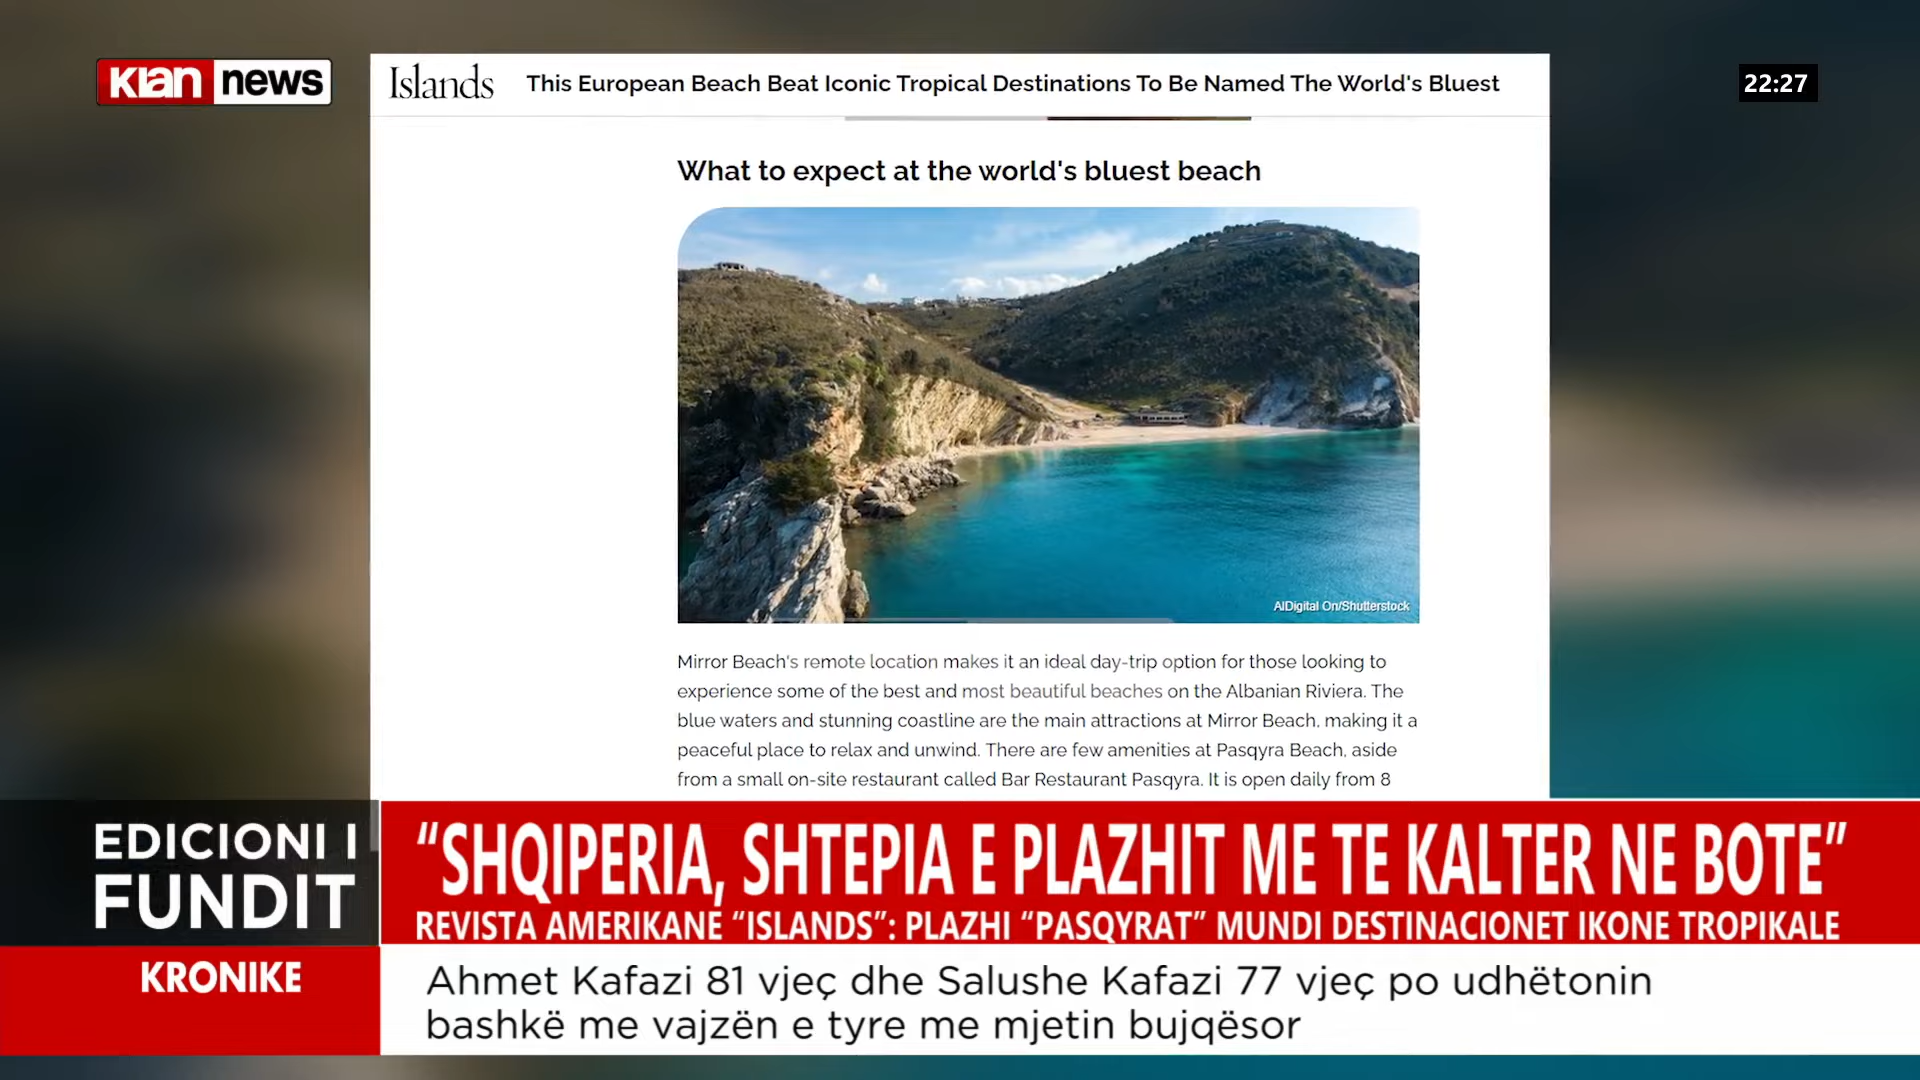 Klan news
Islands
This European Beach Beat Iconic Tropical Destinations To Be Named The World's Bluest
22:27
What to expect at the world's bluest beach
AlDigital On/Shutterstock
Mirror Beach's remote location makes it an ideal day-trip option for those looking to
experience some of the best and most beautiful beaches on the Albanian Riviera. The
blue waters and stunning coastline are the main attractions at Mirror Beach, making it a
peaceful place to relax and unwind. There are few amenities at Pasqyra Beach, aside
from a small on-site restaurant called Bar Restaurant Pasqyra. It is open daily from 8
EDICIONI I
FUNDIT
“SHQIPERIA, SHTEPIA E PLAZHIT ME TE KALTER NE BOTE”
REVISTA AMERIKANE “ISLANDS”: PLAZHI “PASQYRAT” MUNDI DESTINACIONET IKONE TROPIKALE
KRONIKE
Ahmet Kafazi 81 vjeç dhe Salushe Kafazi 77 vjeç po udhëtonin
bashkë me vajzën e tyre me mjetin bujqësor